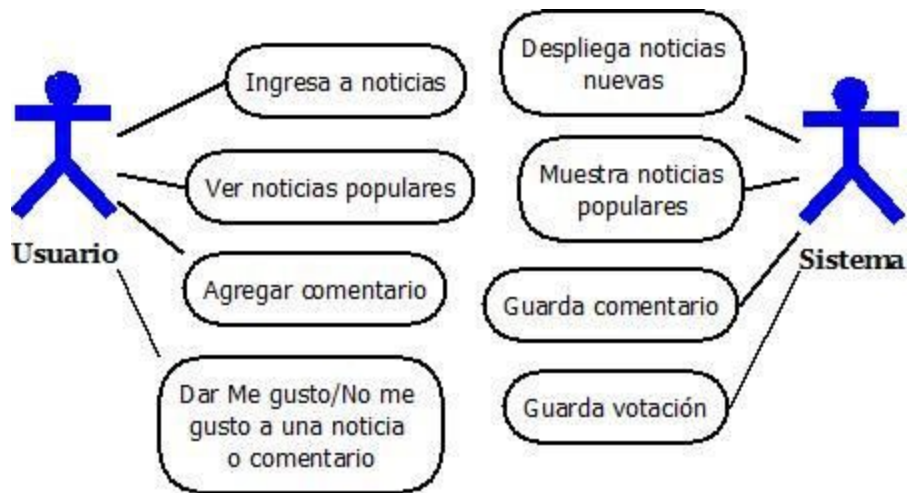 Ingresa a noticias
Ver noticias populares
Usuario
Agregar comentario
Dar Me gusto/No me
gusto a una noticia
o comentario
Despliega noticias
nuevas
Muestra noticias
populares
Sistema
Guarda comentario
Guarda votación